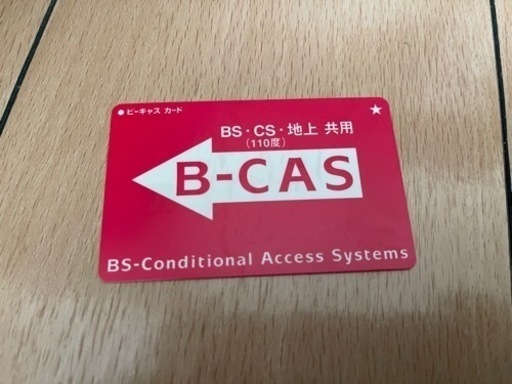 ●ビーキャス カード
★
BS・CS・地上 共用
(110度)
B-CAS
BS-Conditional Access Systems